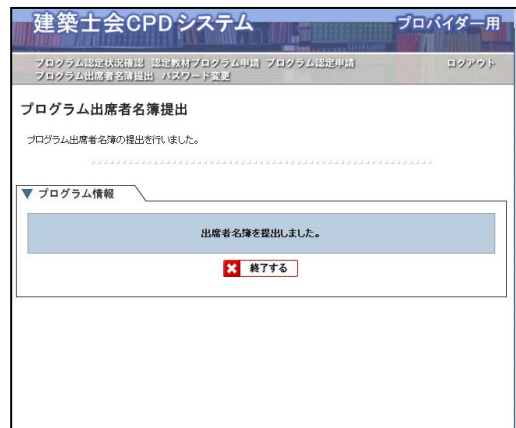 建築士会CPDシステム プロバイダー用
プログラム認定状況確認 認定教材プログラム申請 プログラム認定申請 ログアウト
プログラム出席者名簿提出 パスワード変更
プログラム出席者名簿提出
プログラム出席者名簿の提出を行いました。
▼ プログラム情報
出席者名簿を提出しました。
終了する